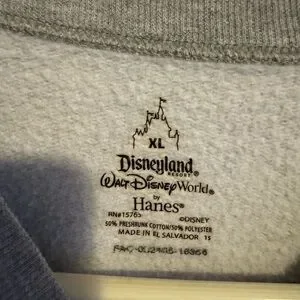 XL
Disneyland
RESORT
Walt Disney World®
by
Hanes®
RN#15763 ©DISNEY
50% PRESHRUNK COTTON/50% POLYESTER
MADE IN EL SALVADOR 15